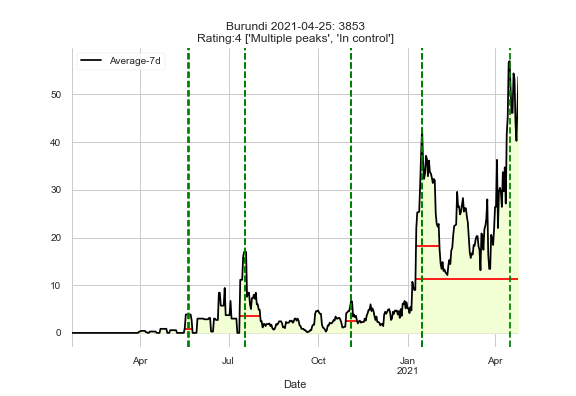 Burundi 2021-04-25: 3853
Rating:4 ['Multiple peaks', 'In control']
Average-7d
50
40
30
20
10
0
Apr
Jul
Oct
Jan
2021
Apr
Date